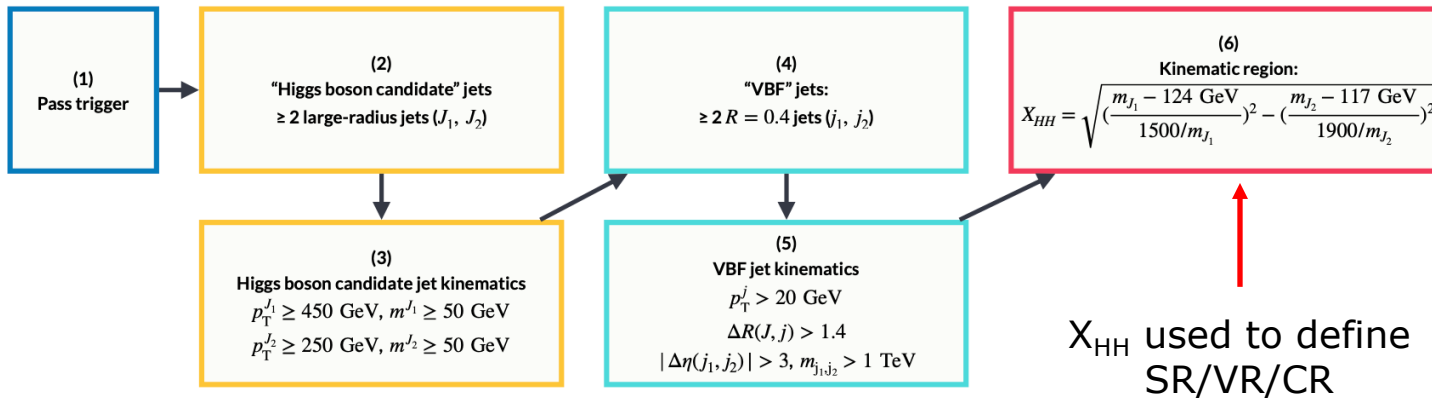 (1)
Pass trigger
(2)
“Higgs boson candidate” jets
≥ 2 large-radius jets (J₁, J₂)
(3)
Higgs boson candidate jet kinematics
p_T^{J₁} ≥ 450 GeV, m^{J₁} ≥ 50 GeV
p_T^{J₂} ≥ 250 GeV, m^{J₂} ≥ 50 GeV
(4)
“VBF” jets:
≥ 2 R = 0.4 jets (j₁, j₂)
(5)
VBF jet kinematics
p_T^j > 20 GeV
ΔR(J, j) > 1.4
|Δη(j₁, j₂)| > 3, m_{j₁,j₂} > 1 TeV
(6)
Kinematic region:
X_{HH} = √((m_{J₁} − 124 GeV / 1500/m_{J₁})² − (m_{J₂} − 117 GeV / 1900/m_{J₂})²
X_{HH} used to define
SR/VR/CR